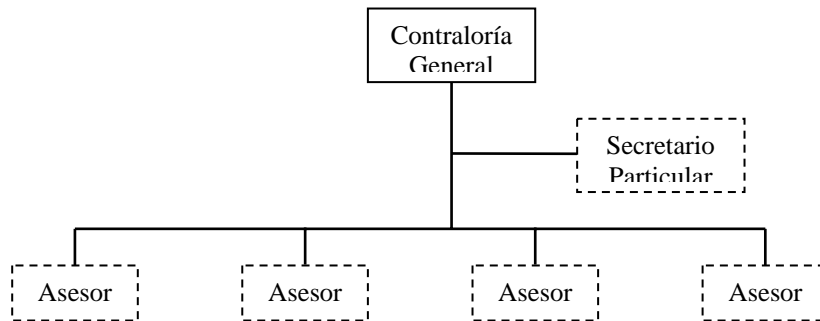 Contraloría
General
Secretario
Particular
Asesor
Asesor
Asesor
Asesor